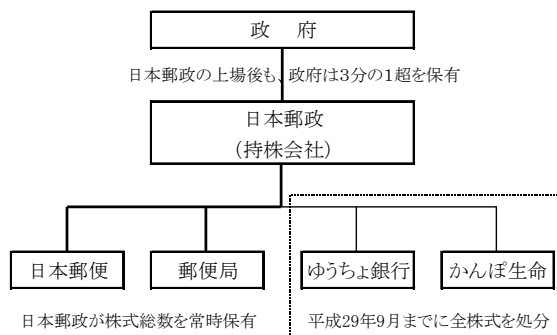 政　府
日本郵政の上場後も、政府は3分の1超を保有
日本郵政
(持株会社)
日本郵便
郵便局
ゆうちょ銀行
かんぽ生命
日本郵政が株式総数を常時保有
平成29年9月までに全株式を処分